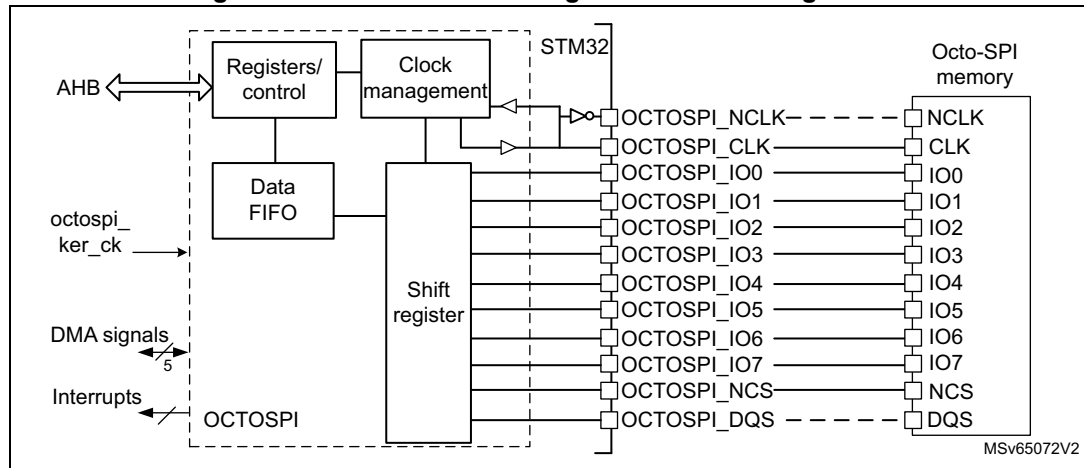 STM32
Octo-SPI
memory
Registers/
control
Clock
management
AHB
OCTOSPI_NCLK
NCLK
OCTOSPI_CLK
CLK
OCTOSPI_IO0
IO0
Data
FIFO
OCTOSPI_IO1
IO1
octospi_
ker_ck
OCTOSPI_IO2
IO2
OCTOSPI_IO3
IO3
Shift
register
OCTOSPI_IO4
IO4
OCTOSPI_IO5
IO5
DMA signals
5
OCTOSPI_IO6
IO6
OCTOSPI_IO7
IO7
Interrupts
OCTOSPI_NCS
NCS
OCTOSPI
OCTOSPI_DQS
DQS
MSv65072V2